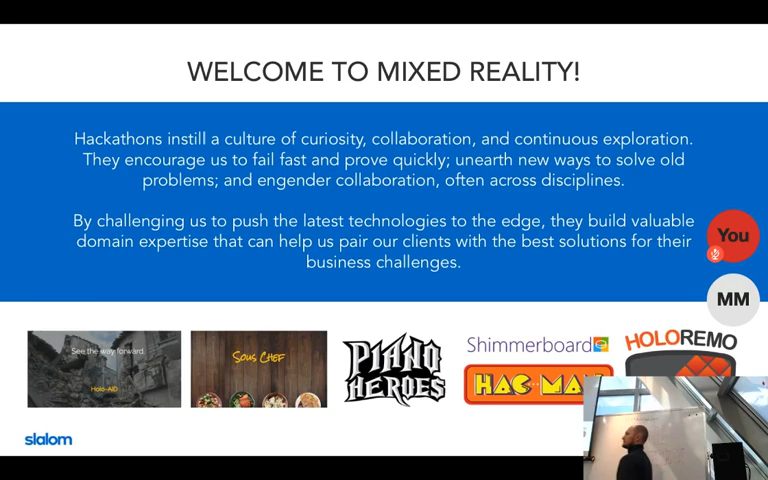 WELCOME TO MIXED REALITY!
Hackathons instill a culture of curiosity, collaboration, and continuous exploration.
They encourage us to fail fast and prove quickly; unearth new ways to solve old
problems; and engender collaboration, often across disciplines.
By challenging us to push the latest technologies to the edge, they build valuable
domain expertise that can help us pair our clients with the best solutions for their
business challenges.
You
MM
See the way forward.
Holo-AID
SOUS CHEF
PIANO
HEROES
Shimmerboard
HAC-MAN
HOLOREMO
slalom